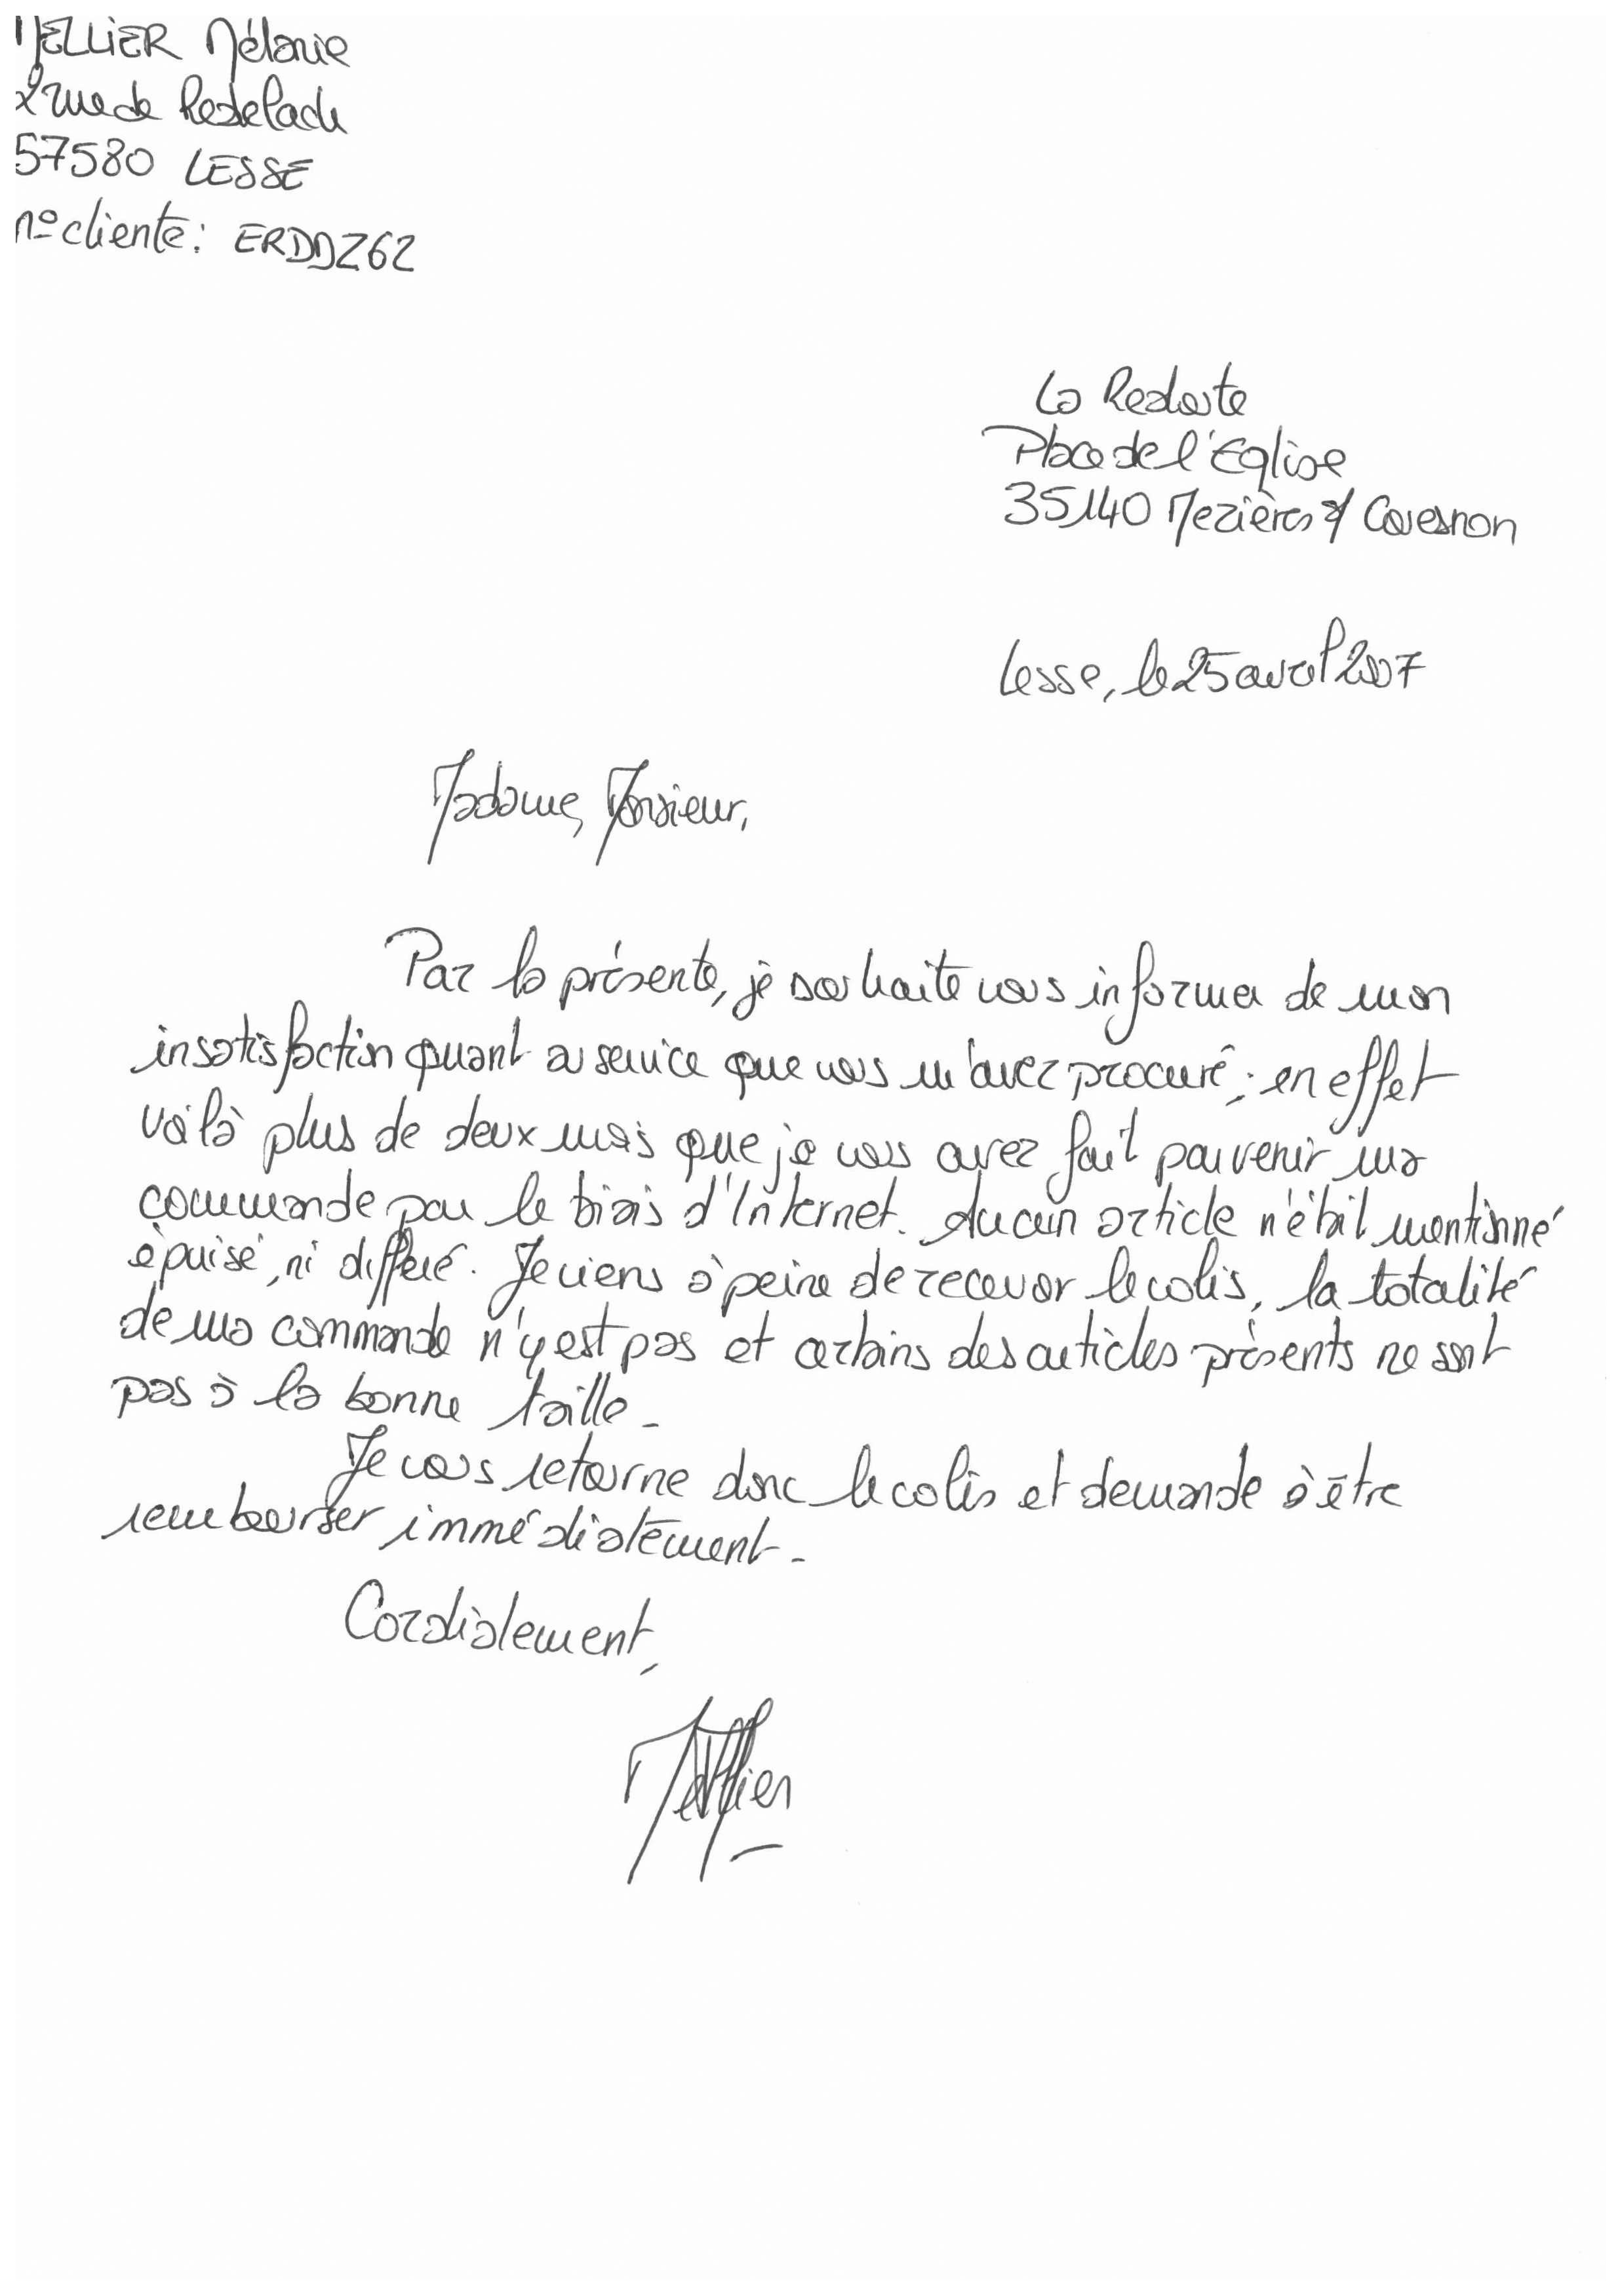 MELLIER Mélanie
2 rue de Redelach
57580 LESSE
n° cliente : ERDDZ62
La Redoute
Place de l'Eglise
35140 Mezières s/ Couesnon
Lesse, le 25 avril 2007
Madame, Monsieur,
Par la présente, je souhaite vous informer de mon
insatisfaction quant au service que vous m'avez procuré ; en effet
voilà plus de deux mois que je vous avez fait parvenir ma
commande par le biais d'Internet. Aucun article n'était mentionné
épuisé, ni différé. Je viens à peine de recevoir le colis, la totalité
de ma commande n'y est pas et certains des articles présents ne sont
pas à la bonne taille.
Je vous retourne donc le colis et demande à être
rembourser immédiatement.
Cordialement,
Mellier